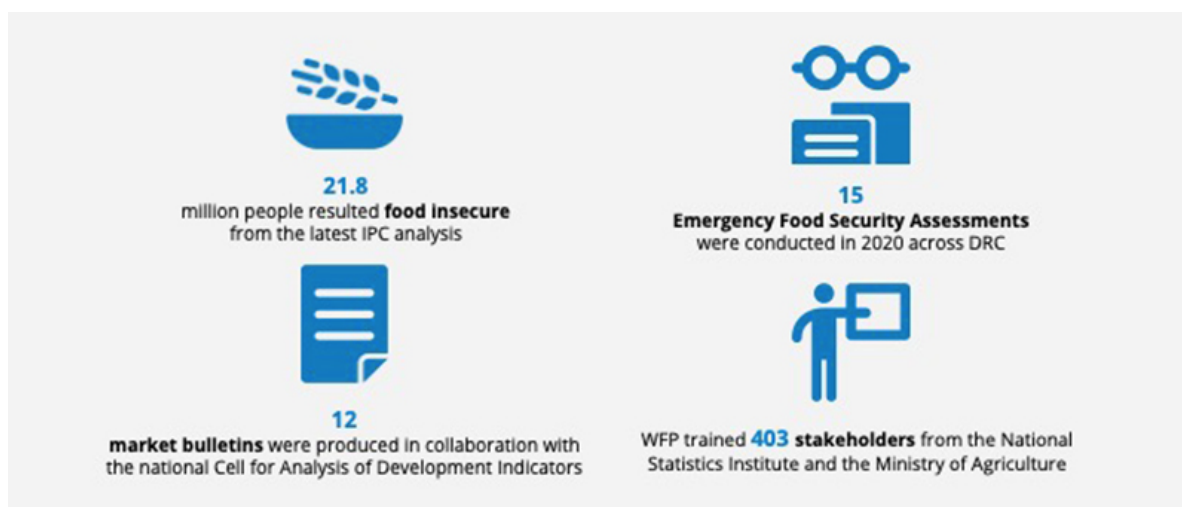 21.8
million people resulted food insecure
from the latest IPC analysis
15
Emergency Food Security Assessments
were conducted in 2020 across DRC
12
market bulletins were produced in collaboration with
the national Cell for Analysis of Development Indicators
WFP trained 403 stakeholders from the National
Statistics Institute and the Ministry of Agriculture